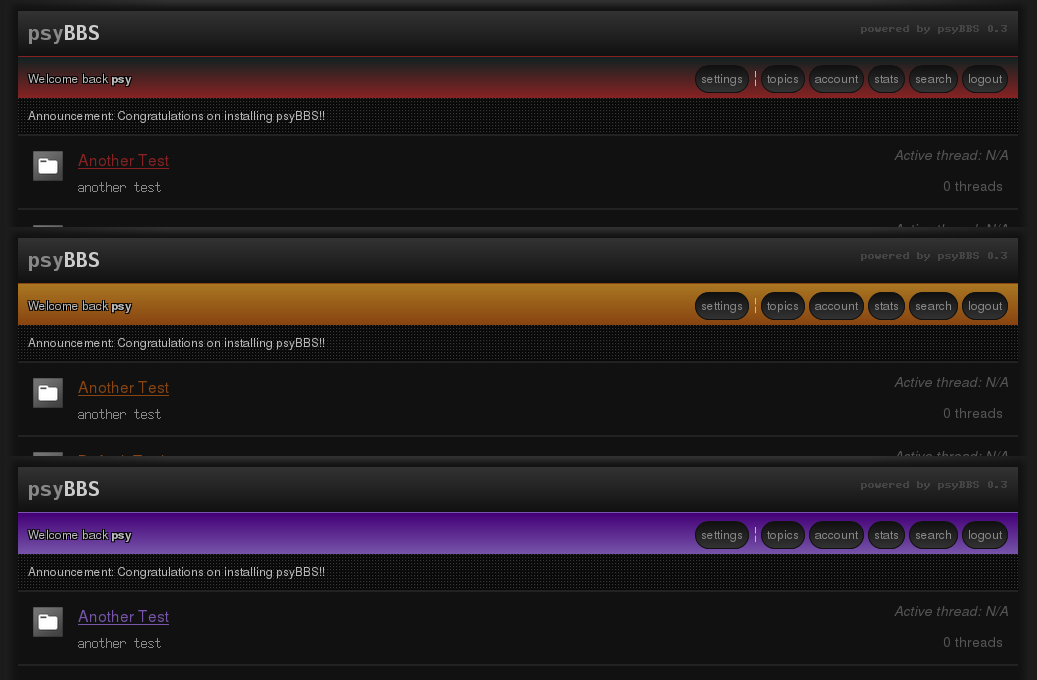 psyBBS powered by psyBBS 0.3
Welcome back psy settings ¦ topics account stats search logout
Announcement: Congratulations on installing psyBBS!!
Another Test Active thread: N/A
another test 0 threads
Active thread: N/A
psyBBS powered by psyBBS 0.3
Welcome back psy settings ¦ topics account stats search logout
Announcement: Congratulations on installing psyBBS!!
Another Test Active thread: N/A
another test 0 threads
Active thread: N/A
psyBBS powered by psyBBS 0.3
Welcome back psy settings ¦ topics account stats search logout
Announcement: Congratulations on installing psyBBS!!
Another Test Active thread: N/A
another test 0 threads